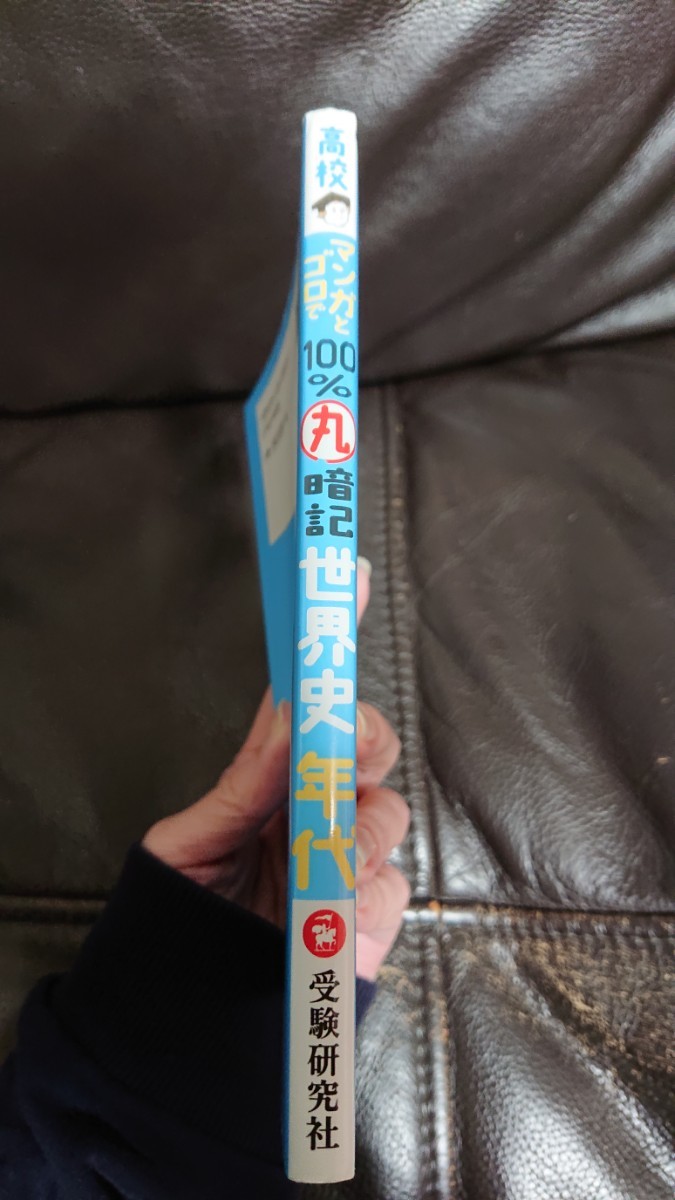 高校
マンガと
ゴロで
100%
丸
暗記
世界史
年代
受験研究社